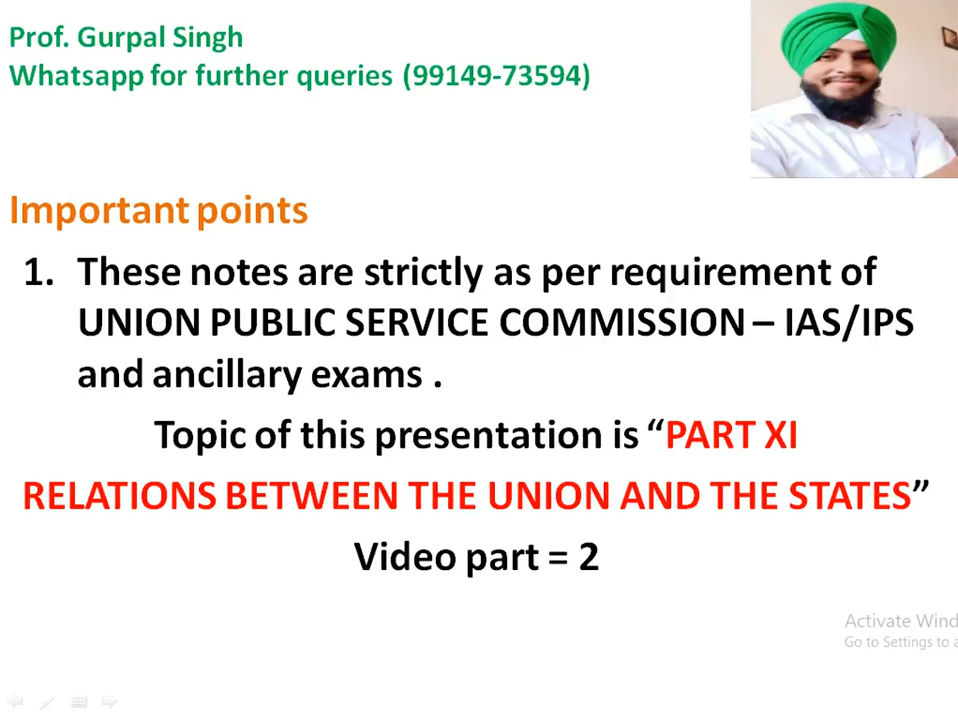 Prof. Gurpal Singh
Whatsapp for further queries (99149-73594)
Important points
1. These notes are strictly as per requirement of
UNION PUBLIC SERVICE COMMISSION – IAS/IPS
and ancillary exams .
Topic of this presentation is “PART XI
RELATIONS BETWEEN THE UNION AND THE STATES”
Video part = 2
Activate Wind
Go to Settings to a